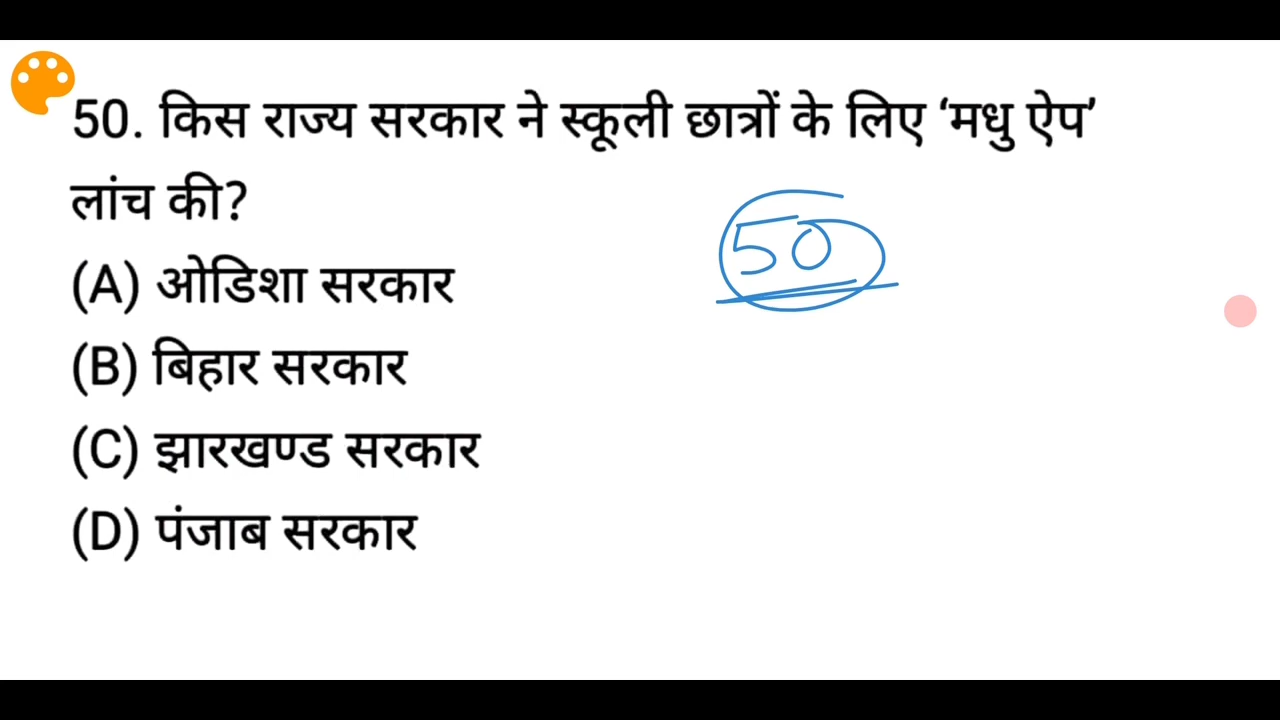 50. किस राज्य सरकार ने स्कूली छात्रों के लिए ‘मधु ऐप’
लांच की?
50
(A) ओडिशा सरकार
(B) बिहार सरकार
(C) झारखण्ड सरकार
(D) पंजाब सरकार